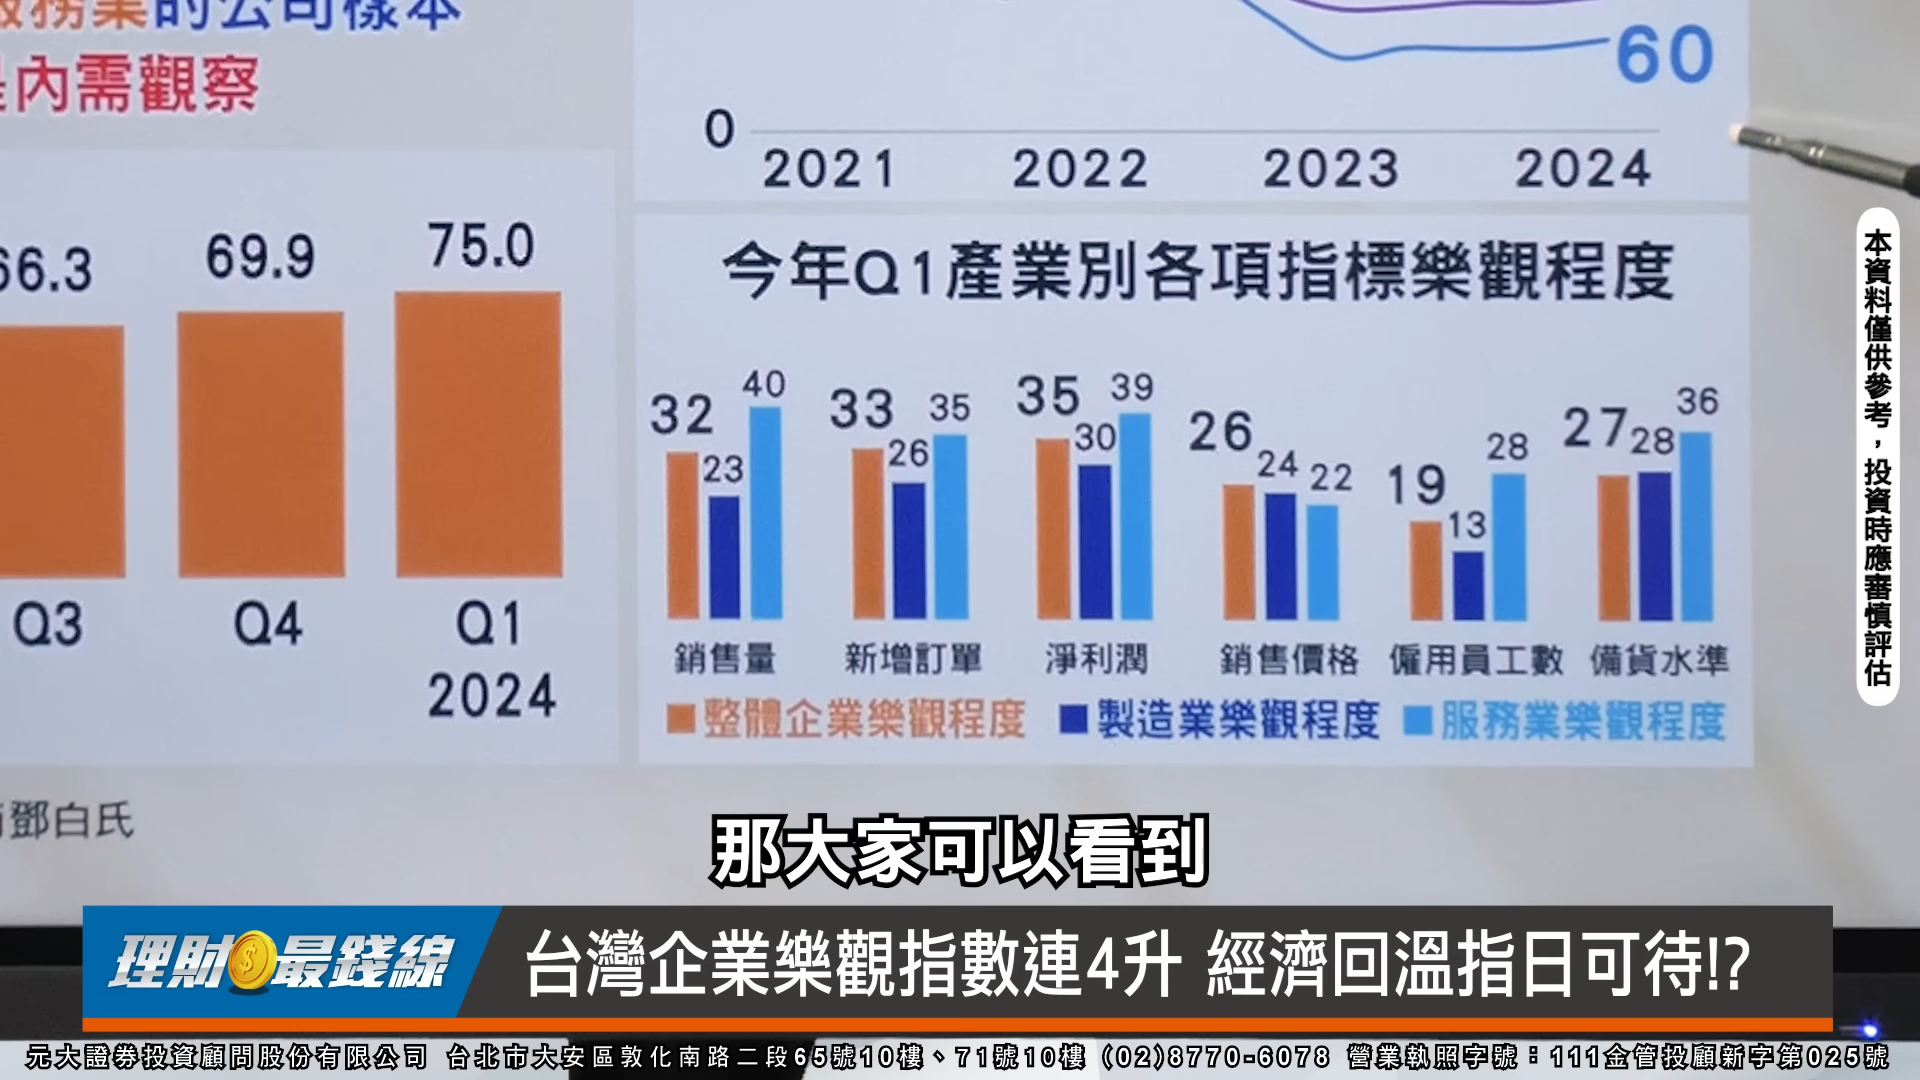 服務業的公司樣本
是內需觀察
60
0
2021 2022 2023 2024
66.3 69.9 75.0
Q3 Q4 Q1
2024
今年Q1產業別各項指標樂觀程度
32 23 40 33 26 35 35 30 39 26 24 22 19 13 28 27 28 36
銷售量 新增訂單 淨利潤 銷售價格 僱用員工數 備貨水準
整體企業樂觀程度 製造業樂觀程度 服務業樂觀程度
鄧白氏
本資料僅供參考，投資時應審慎評估
那大家可以看到
理財最錢線
台灣企業樂觀指數連4升 經濟回溫指日可待!?
元大證券投資顧問股份有限公司 台北市大安區敦化南路二段65號10樓、71號10樓 (02)8770-6078 營業執照字號：111金管投顧新字第025號